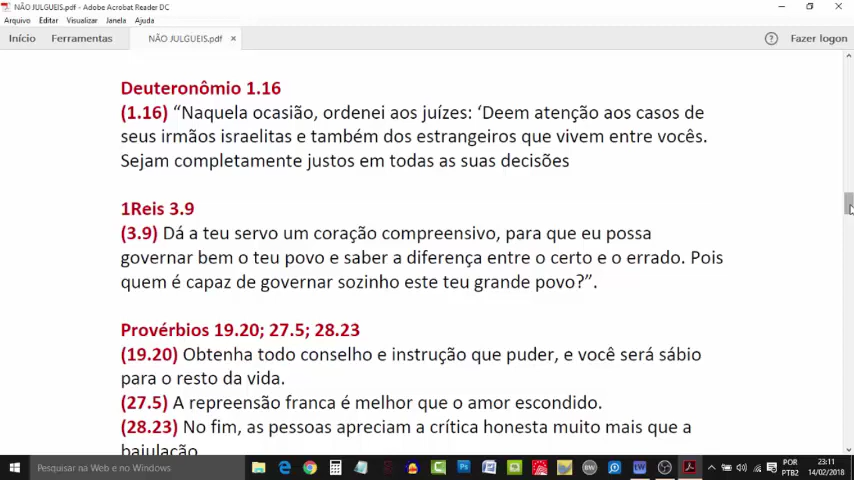 NÃO JULGUEIS.pdf - Adobe Acrobat Reader DC
Arquivo Editar Visualizar Janela Ajuda
Início Ferramentas NÃO JULGUEIS.pdf × ? Fazer logon
Deuteronômio 1.16
(1.16) “Naquela ocasião, ordenei aos juízes: ‘Deem atenção aos casos de
seus irmãos israelitas e também dos estrangeiros que vivem entre vocês.
Sejam completamente justos em todas as suas decisões
1Reis 3.9
(3.9) Dá a teu servo um coração compreensivo, para que eu possa
governar bem o teu povo e saber a diferença entre o certo e o errado. Pois
quem é capaz de governar sozinho este teu grande povo?”.
Provérbios 19.20; 27.5; 28.23
(19.20) Obtenha todo conselho e instrução que puder, e você será sábio
para o resto da vida.
(27.5) A repreensão franca é melhor que o amor escondido.
(28.23) No fim, as pessoas apreciam a crítica honesta muito mais que a
bajulação.
Pesquisar na Web e no Windows
POR 23:11
PTB2 14/02/2018